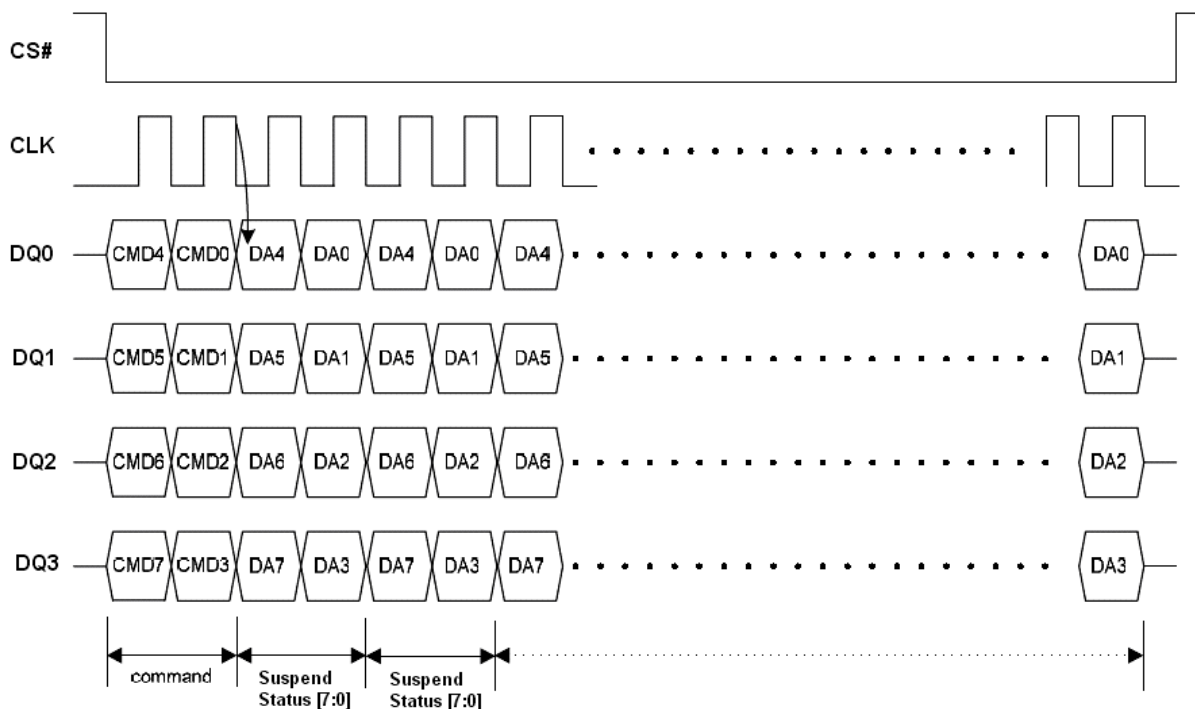 CS#
CLK
DQ0 CMD4 CMD0 DA4 DA0 DA4 DA0 DA4 DA0
DQ1 CMD5 CMD1 DA5 DA1 DA5 DA1 DA5 DA1
DQ2 CMD6 CMD2 DA6 DA2 DA6 DA2 DA6 DA2
DQ3 CMD7 CMD3 DA7 DA3 DA7 DA3 DA7 DA3
command
Suspend
Status [7:0]
Suspend
Status [7:0]